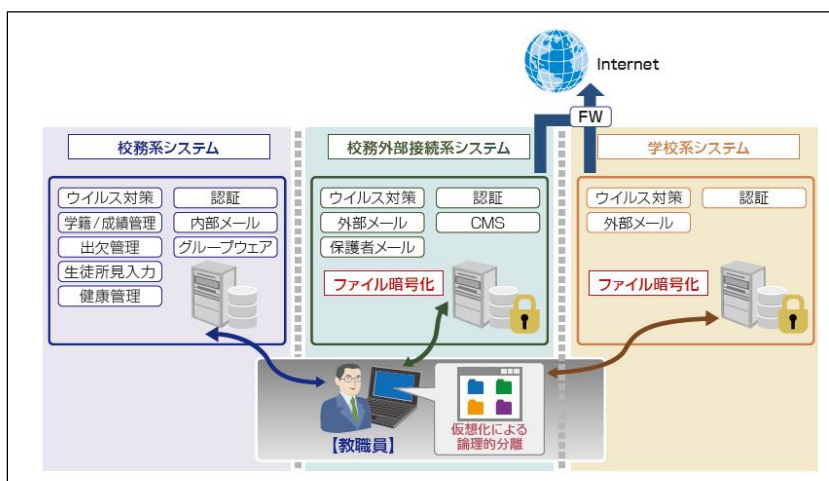 Internet
FW
校務系システム
ウイルス対策
認証
学籍/成績管理
内部メール
出欠管理
グループウェア
生徒所見入力
健康管理
校務外部接続系システム
ウイルス対策
認証
外部メール
CMS
保護者メール
ファイル暗号化
学校系システム
ウイルス対策
認証
外部メール
ファイル暗号化
【教職員】
仮想化による
論理的分離